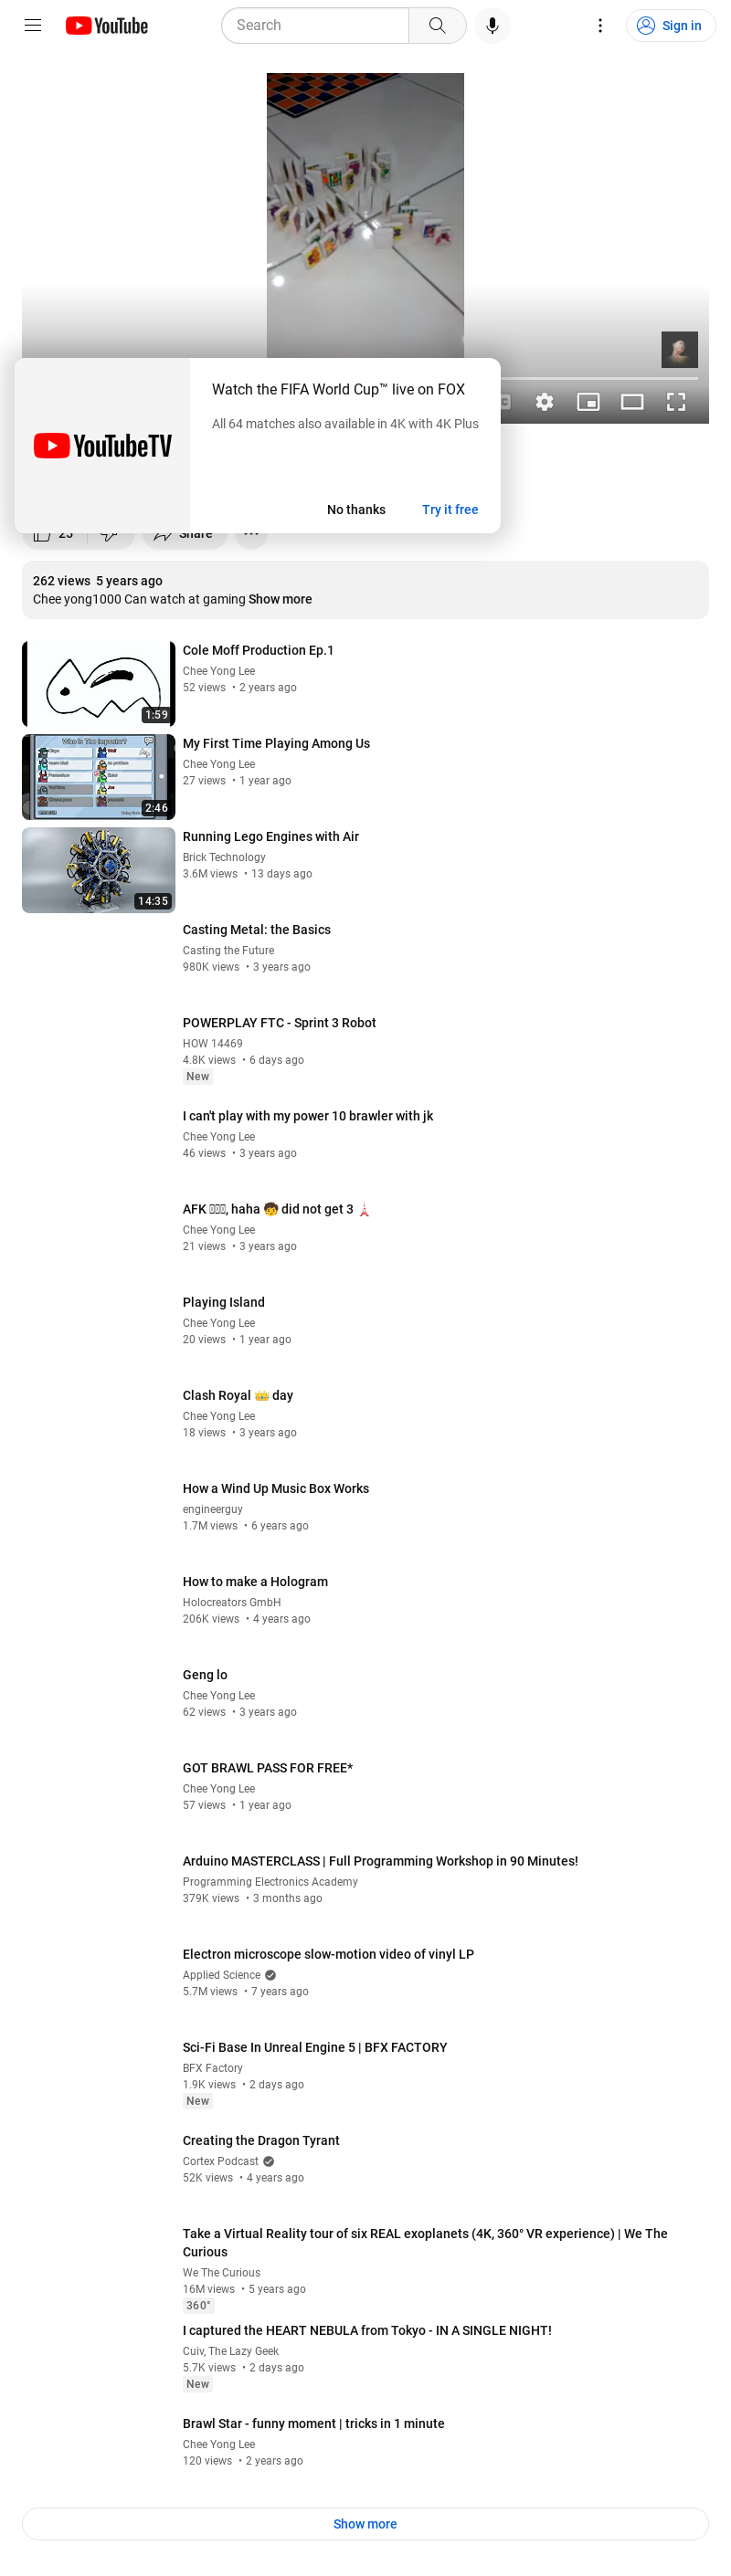 YouTube
Search
Sign in
Watch the FIFA World Cup™ live on FOX
All 64 matches also available in 4K with 4K Plus
YouTubeTV
No thanks
Try it free
25
Share
262 views 5 years ago
Chee yong1000 Can watch at gaming Show more
Cole Moff Production Ep.1
Chee Yong Lee
52 views • 2 years ago
1:59
My First Time Playing Among Us
Chee Yong Lee
27 views • 1 year ago
Who Is The Impostor?
2:46
Running Lego Engines with Air
Brick Technology
3.6M views • 13 days ago
14:35
Casting Metal: the Basics
Casting the Future
980K views • 3 years ago
POWERPLAY FTC - Sprint 3 Robot
HOW 14469
4.8K views • 6 days ago
New
I can't play with my power 10 brawler with jk
Chee Yong Lee
46 views • 3 years ago
AFK , haha 🧒 did not get 3 🗼
Chee Yong Lee
21 views • 3 years ago
Playing Island
Chee Yong Lee
20 views • 1 year ago
Clash Royal 👑 day
Chee Yong Lee
18 views • 3 years ago
How a Wind Up Music Box Works
engineerguy
1.7M views • 6 years ago
How to make a Hologram
Holocreators GmbH
206K views • 4 years ago
Geng lo
Chee Yong Lee
62 views • 3 years ago
GOT BRAWL PASS FOR FREE*
Chee Yong Lee
57 views • 1 year ago
Arduino MASTERCLASS | Full Programming Workshop in 90 Minutes!
Programming Electronics Academy
379K views • 3 months ago
Electron microscope slow-motion video of vinyl LP
Applied Science
5.7M views • 7 years ago
Sci-Fi Base In Unreal Engine 5 | BFX FACTORY
BFX Factory
1.9K views • 2 days ago
New
Creating the Dragon Tyrant
Cortex Podcast
52K views • 4 years ago
Take a Virtual Reality tour of six REAL exoplanets (4K, 360° VR experience) | We The
Curious
We The Curious
16M views • 5 years ago
360°
I captured the HEART NEBULA from Tokyo - IN A SINGLE NIGHT!
Cuiv, The Lazy Geek
5.7K views • 2 days ago
New
Brawl Star - funny moment | tricks in 1 minute
Chee Yong Lee
120 views • 2 years ago
Show more